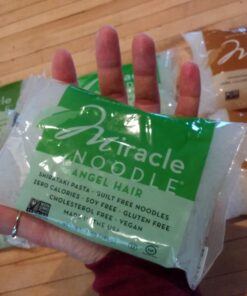 Miracle
NOODLE
ANGEL HAIR
SHIRATAKI PASTA · GUILT FREE NOODLES
ZERO CALORIES · SOY FREE · GLUTEN FREE
CHOLESTEROL FREE · VEGAN